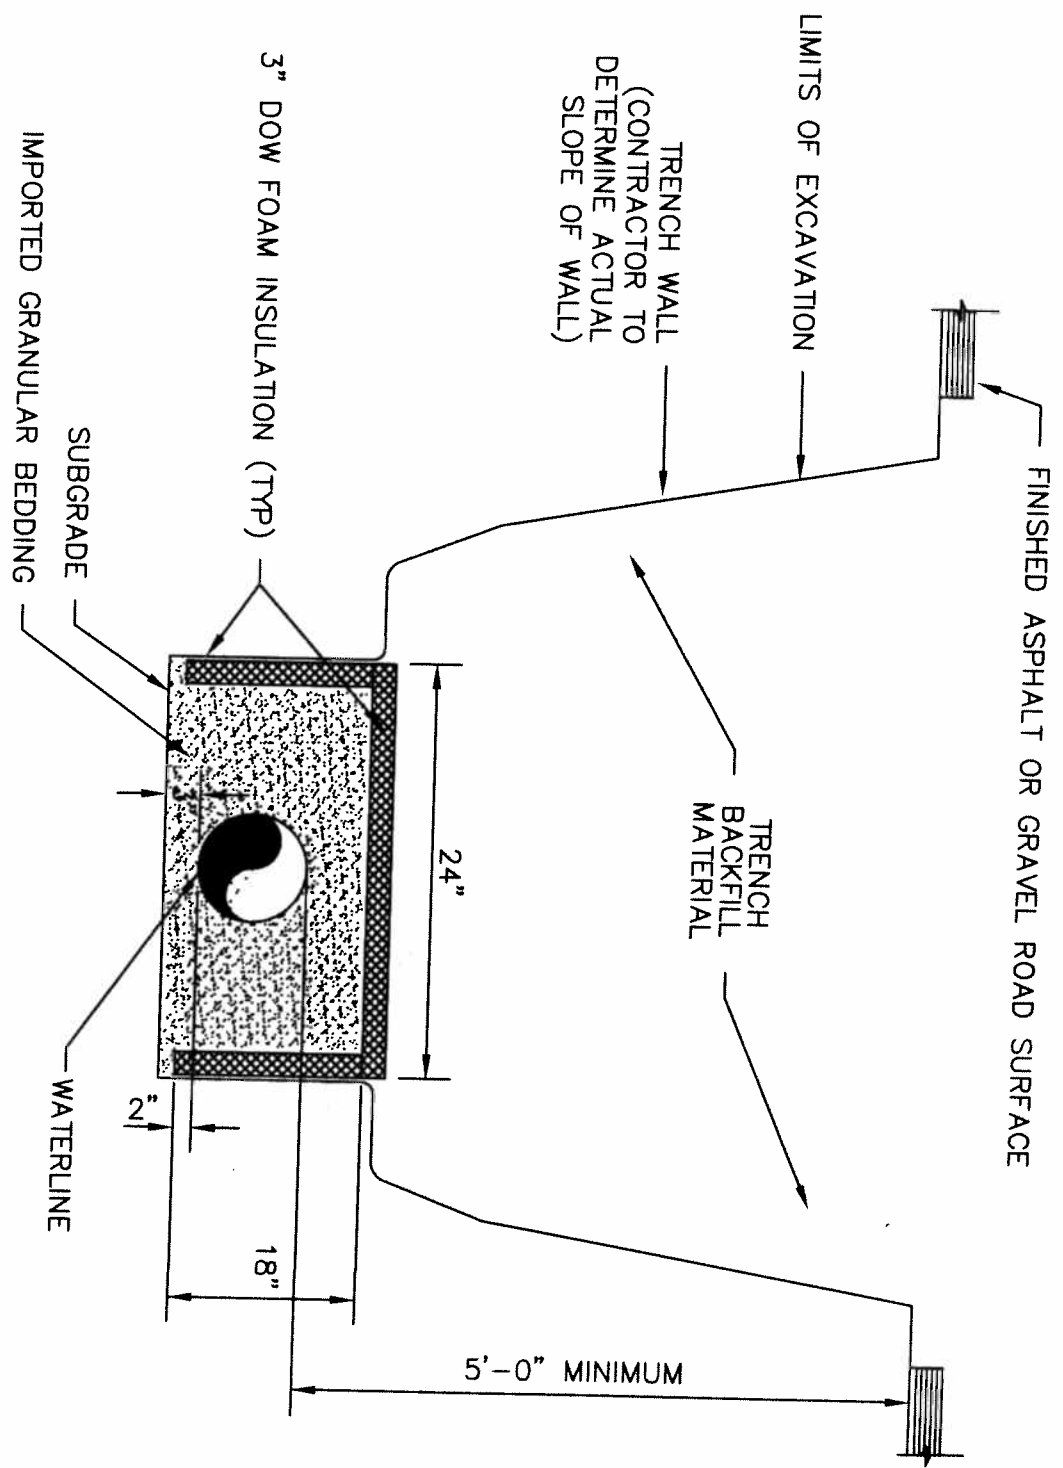 FINISHED ASPHALT OR GRAVEL ROAD SURFACE
LIMITS OF EXCAVATION
TRENCH
BACKFILL
MATERIAL
TRENCH WALL
(CONTRACTOR TO
DETERMINE ACTUAL
SLOPE OF WALL)
5'-0" MINIMUM
24"
3" DOW FOAM INSULATION (TYP)
18"
2"
SUBGRADE
WATERLINE
IMPORTED GRANULAR BEDDING